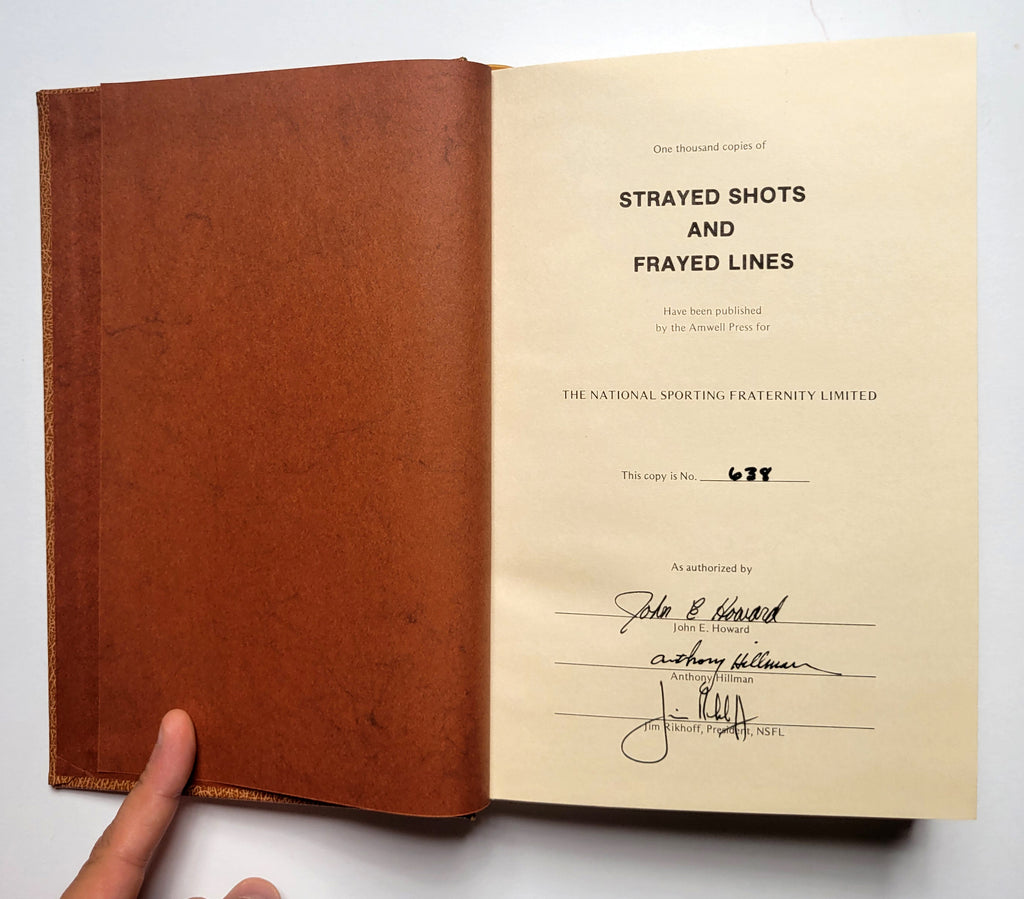 One thousand copies of
STRAYED SHOTS
AND
FRAYED LINES
Have been published
by the Amwell Press for
THE NATIONAL SPORTING FRATERNITY LIMITED
This copy is No. 638
As authorized by
John E Howard
John E. Howard
Anthony Hillman
Anthony Hillman
Jim Rikhoff
Jim Rikhoff, President, NSFL